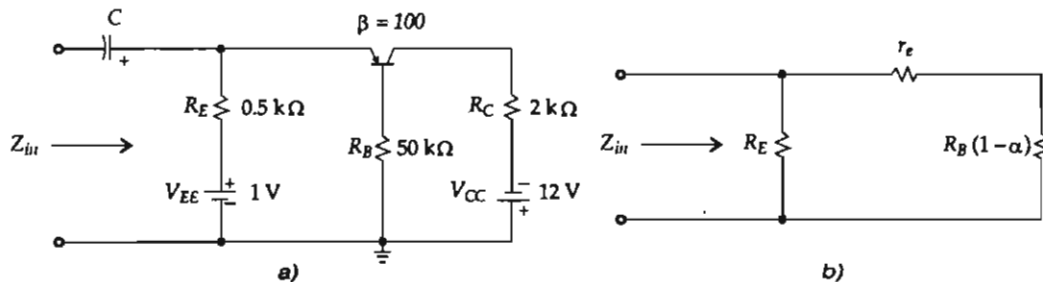 C
β = 100
R_E 0.5 kΩ
R_C 2 kΩ
Z_in
R_B 50 kΩ
V_EE + − 1 V
V_CC − + 12 V
+
a)
r_e
Z_in
R_E
R_B (1 − α)
b)